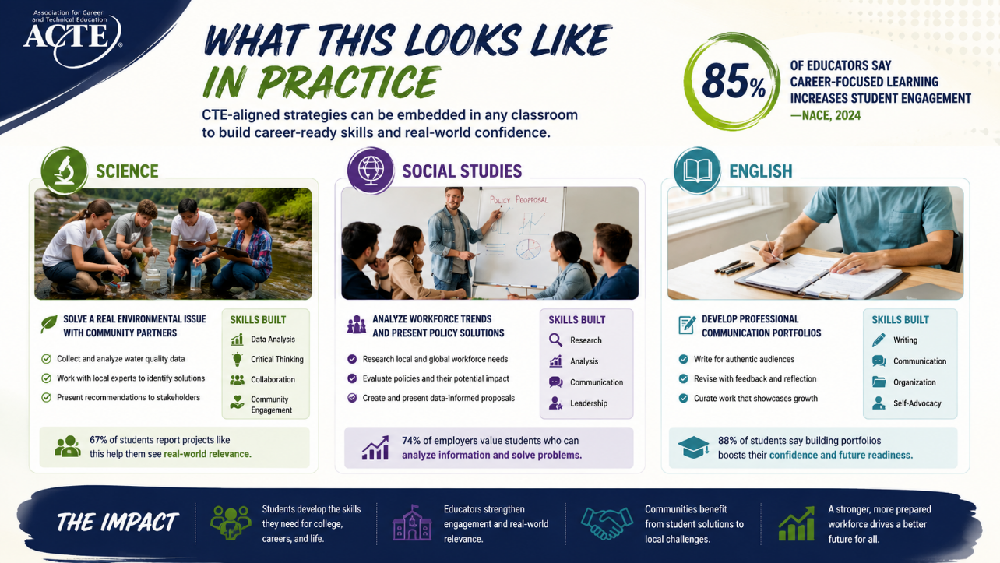 Association for Career
and Technical Education
ACTE®
WHAT THIS LOOKS LIKE
IN PRACTICE
CTE-aligned strategies can be embedded in any classroom
to build career-ready skills and real-world confidence.
85%
OF EDUCATORS SAY
CAREER-FOCUSED LEARNING
INCREASES STUDENT ENGAGEMENT
—NACE, 2024
SCIENCE
SOLVE A REAL ENVIRONMENTAL ISSUE
WITH COMMUNITY PARTNERS
Collect and analyze water quality data
Work with local experts to identify solutions
Present recommendations to stakeholders
SKILLS BUILT
Data Analysis
Critical Thinking
Collaboration
Community
Engagement
67% of students report projects like
this help them see real-world relevance.
SOCIAL STUDIES
POLICY PROPOSAL
ANALYZE WORKFORCE TRENDS
AND PRESENT POLICY SOLUTIONS
Research local and global workforce needs
Evaluate policies and their potential impact
Create and present data-informed proposals
SKILLS BUILT
Research
Analysis
Communication
Leadership
74% of employers value students who can
analyze information and solve problems.
ENGLISH
DEVELOP PROFESSIONAL
COMMUNICATION PORTFOLIOS
Write for authentic audiences
Revise with feedback and reflection
Curate work that showcases growth
SKILLS BUILT
Writing
Communication
Organization
Self-Advocacy
88% of students say building portfolios
boosts their confidence and future readiness.
THE IMPACT
Students develop the skills
they need for college,
careers, and life.
Educators strengthen
engagement and real-world
relevance.
Communities benefit
from student solutions to
local challenges.
A stronger, more prepared
workforce drives a better
future for all.